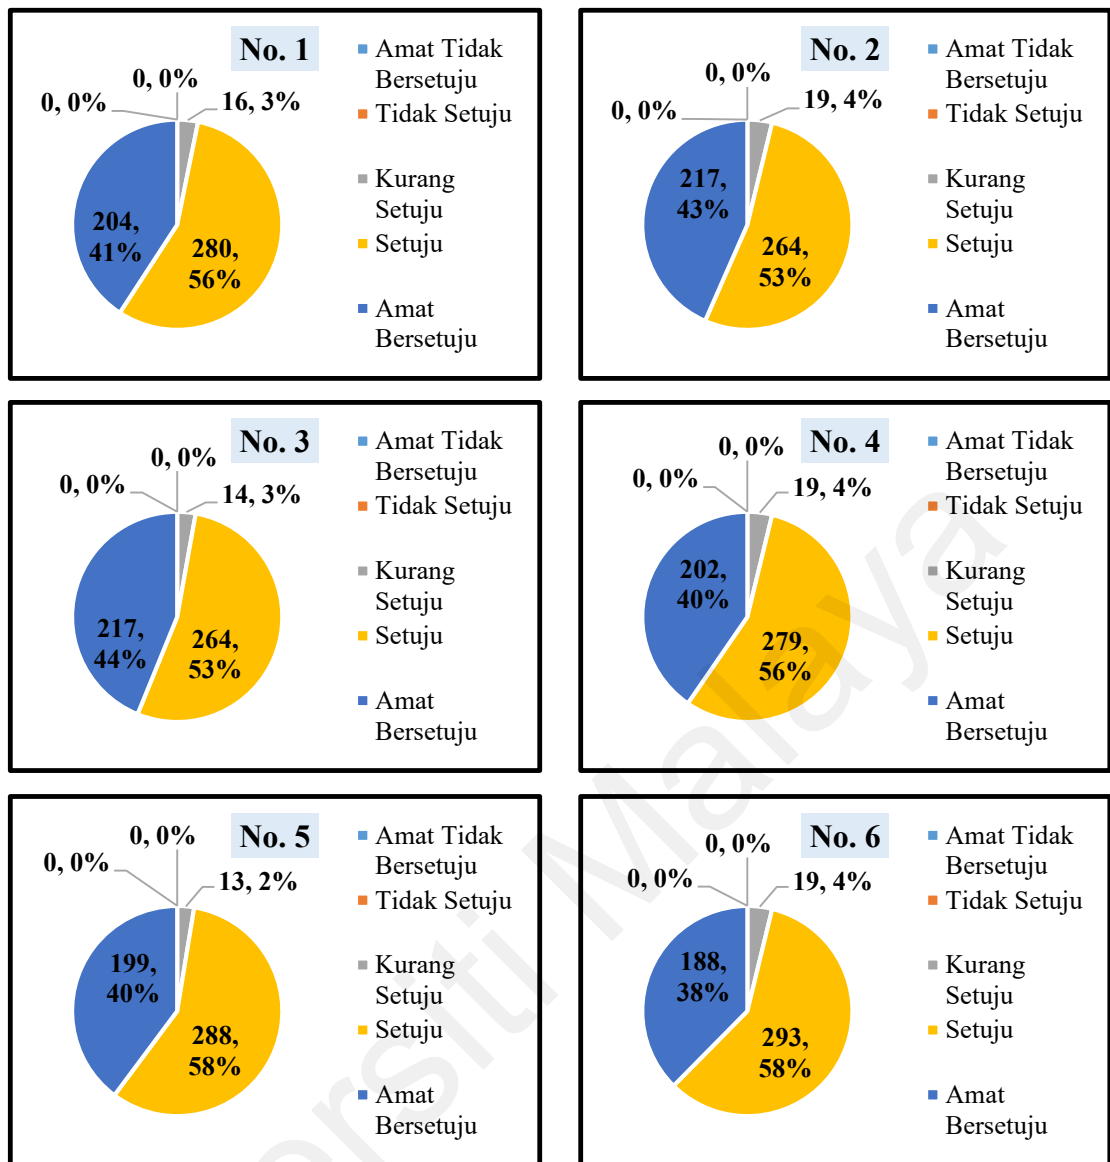 No. 1
0, 0%
0, 0%
16, 3%
204,
41%
280,
56%
Amat Tidak
Bersetuju
Tidak Setuju
Kurang
Setuju
Setuju
Amat
Bersetuju
No. 2
0, 0%
0, 0%
19, 4%
217,
43%
264,
53%
Amat Tidak
Bersetuju
Tidak Setuju
Kurang
Setuju
Setuju
Amat
Bersetuju
No. 3
0, 0%
0, 0%
14, 3%
217,
44%
264,
53%
Amat Tidak
Bersetuju
Tidak Setuju
Kurang
Setuju
Setuju
Amat
Bersetuju
No. 4
0, 0%
0, 0%
19, 4%
202,
40%
279,
56%
Amat Tidak
Bersetuju
Tidak Setuju
Kurang
Setuju
Setuju
Amat
Bersetuju
No. 5
0, 0%
0, 0%
13, 2%
199,
40%
288,
58%
Amat Tidak
Bersetuju
Tidak Setuju
Kurang
Setuju
Setuju
Amat
Bersetuju
No. 6
0, 0%
0, 0%
19, 4%
188,
38%
293,
58%
Amat Tidak
Bersetuju
Tidak Setuju
Kurang
Setuju
Setuju
Amat
Bersetuju
ersiti Malaya